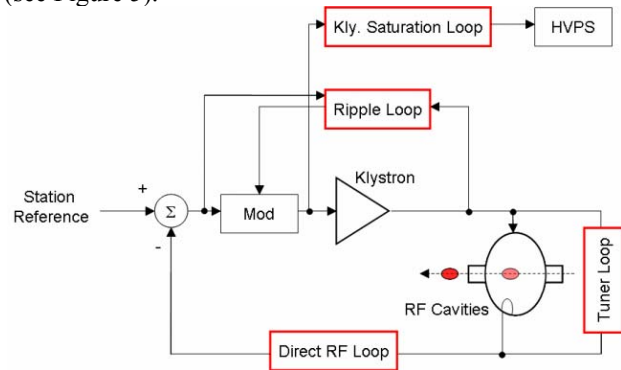 (see Figure 5).
Kly. Saturation Loop
HVPS
Ripple Loop
Klystron
Station
Reference
+
Σ
-
Mod
RF Cavities
Tuner Loop
Direct RF Loop